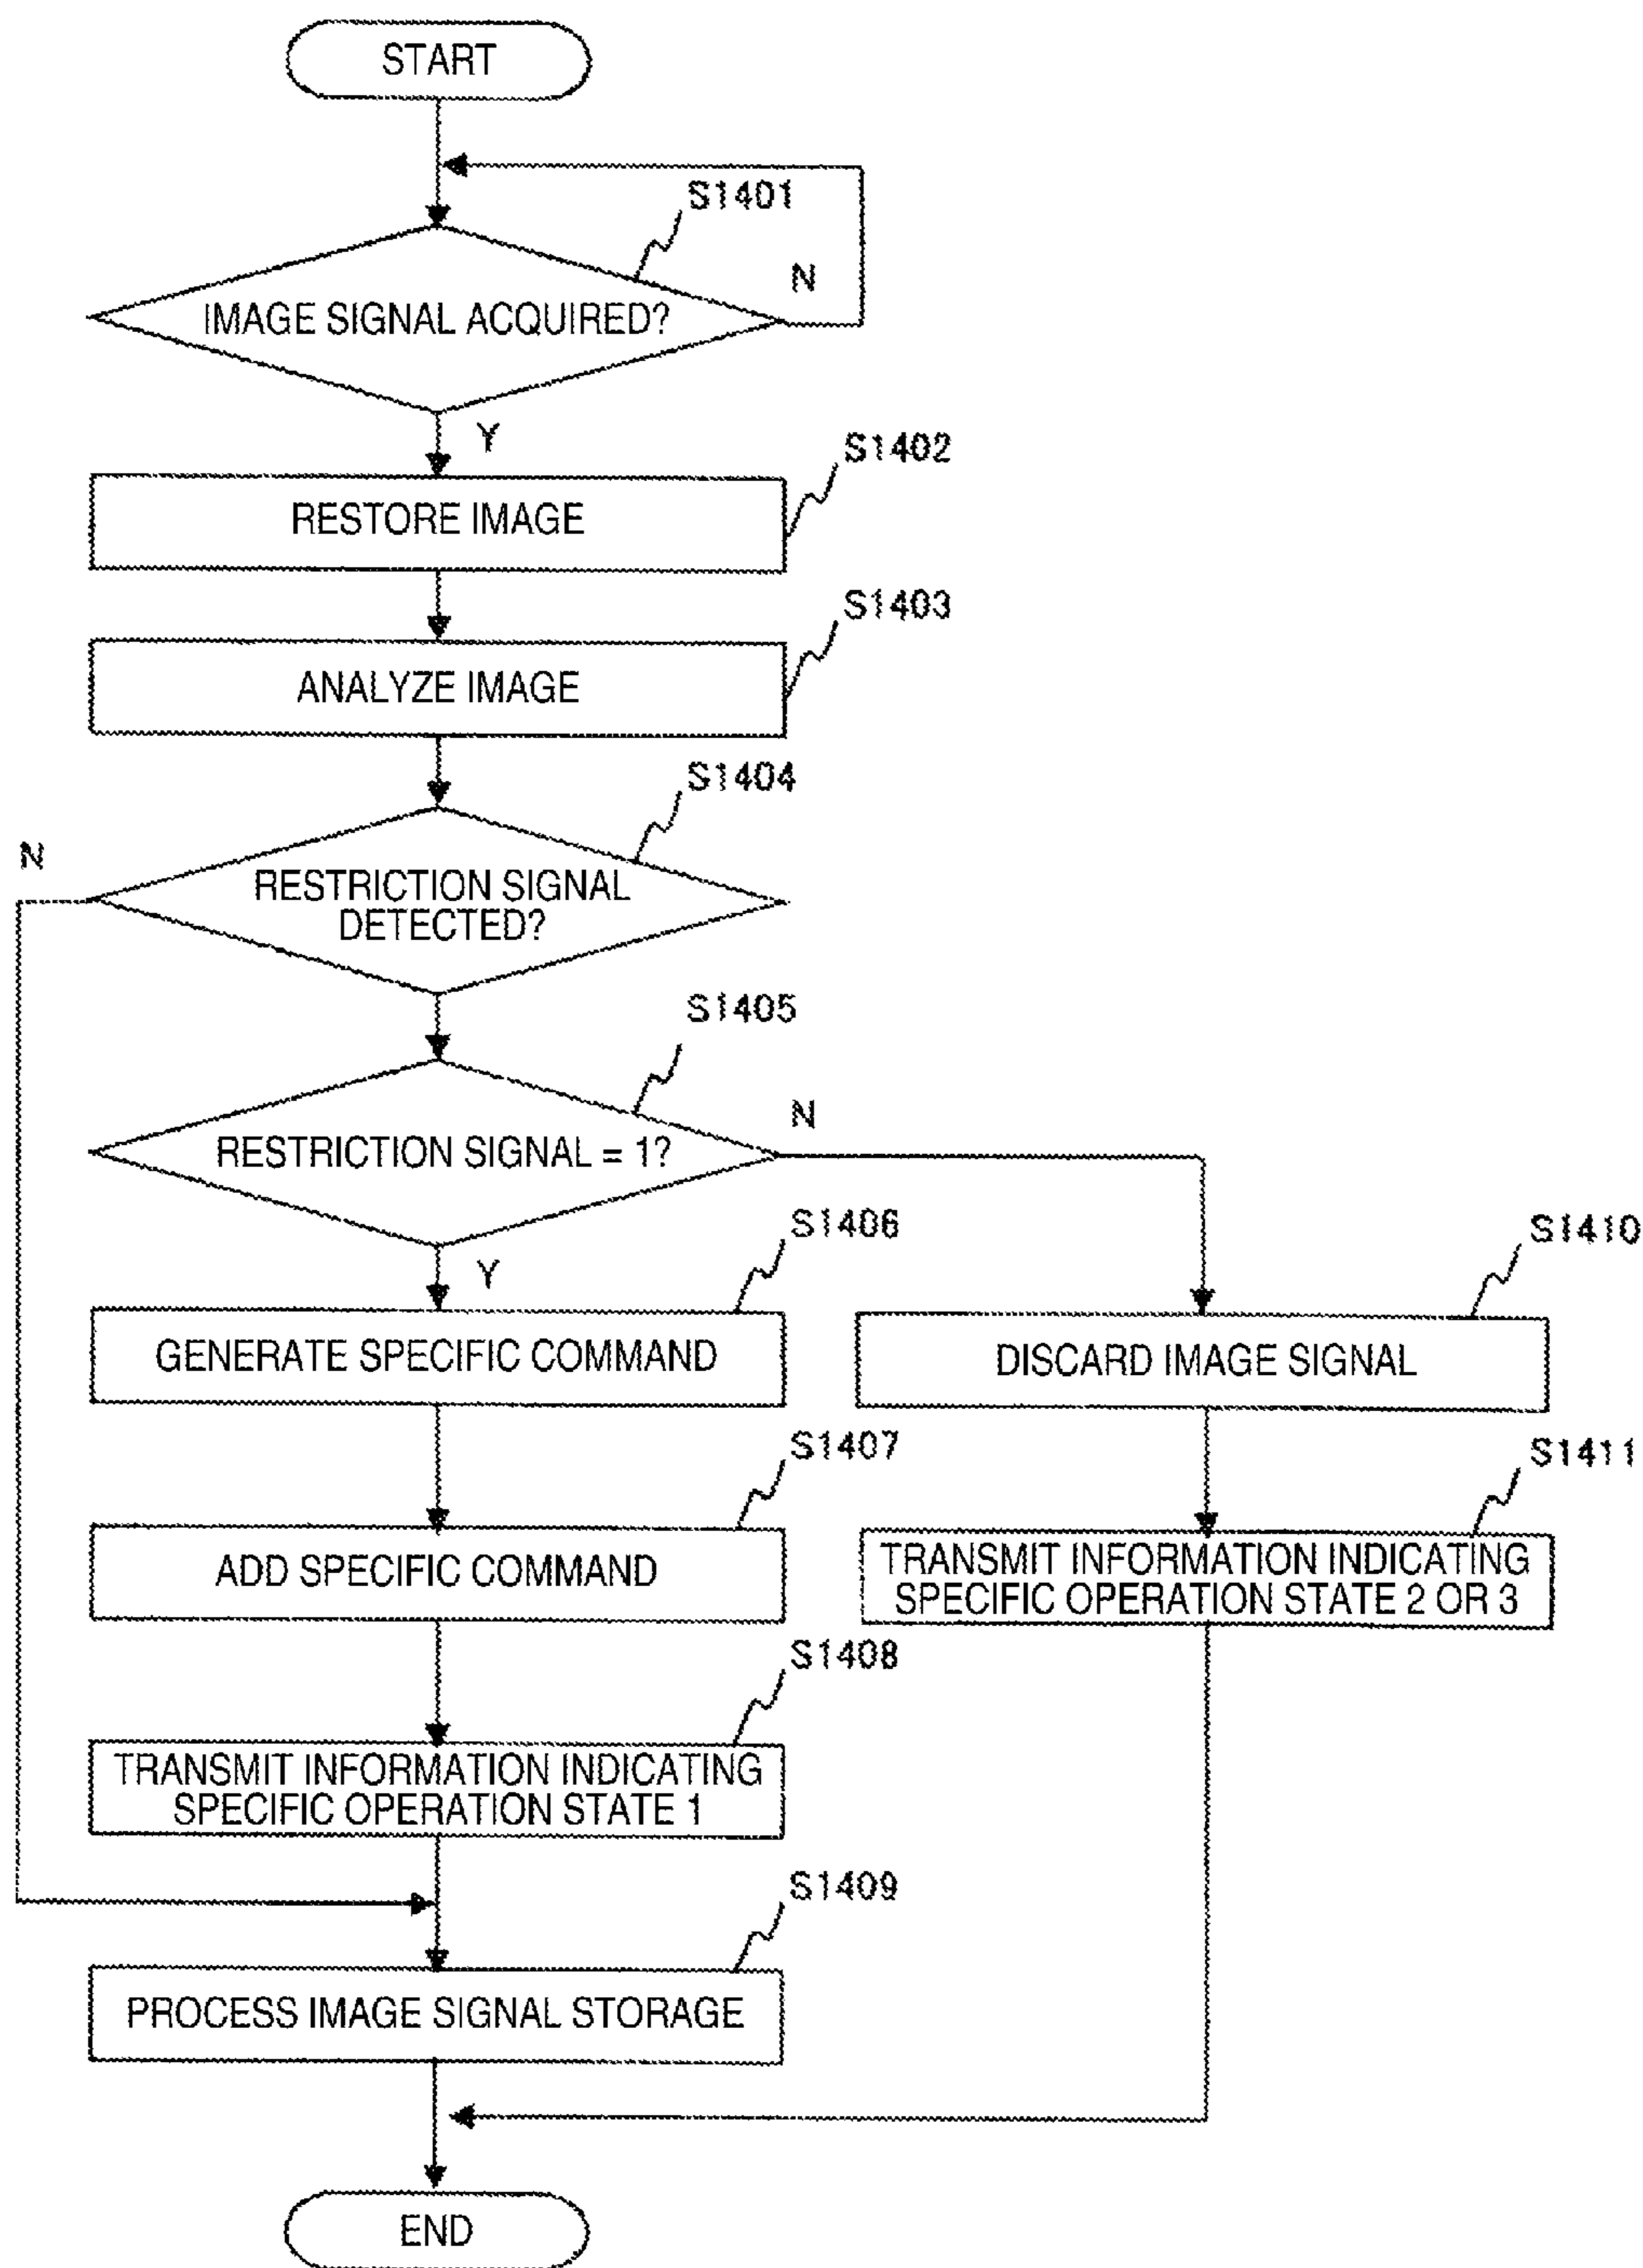 START
S1401
N
IMAGE SIGNAL ACQUIRED?
Y
S1402
RESTORE IMAGE
S1403
ANALYZE IMAGE
S1404
N
RESTRICTION SIGNAL
DETECTED?
S1405
N
RESTRICTION SIGNAL = 1?
Y
S1406
GENERATE SPECIFIC COMMAND
S1410
DISCARD IMAGE SIGNAL
S1407
ADD SPECIFIC COMMAND
S1411
TRANSMIT INFORMATION INDICATING
SPECIFIC OPERATION STATE 2 OR 3
S1408
TRANSMIT INFORMATION INDICATING
SPECIFIC OPERATION STATE 1
S1409
PROCESS IMAGE SIGNAL STORAGE
END